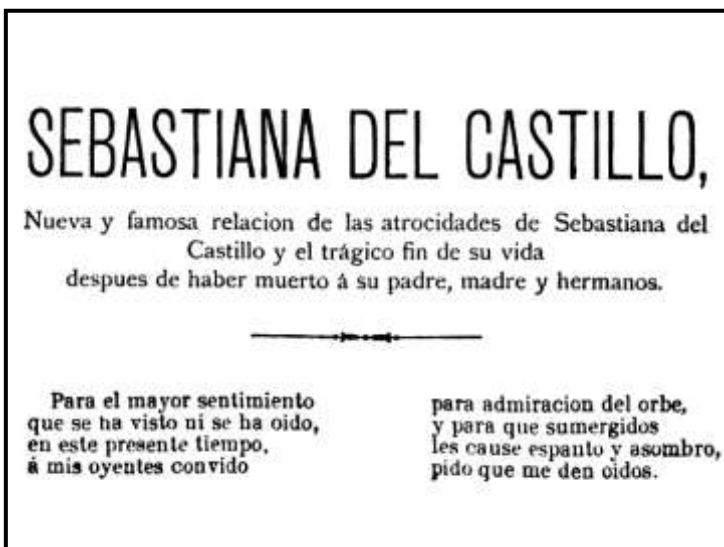 SEBASTIANA DEL CASTILLO,
Nueva y famosa relacion de las atrocidades de Sebastiana del
Castillo y el trágico fin de su vida
despues de haber muerto á su padre, madre y hermanos.
Para el mayor sentimiento
que se ha visto ni se ha oido,
en este presente tiempo,
á mis oyentes convido
para admiracion del orbe,
y para que sumergidos
les cause espanto y asombro,
pido que me den oidos.